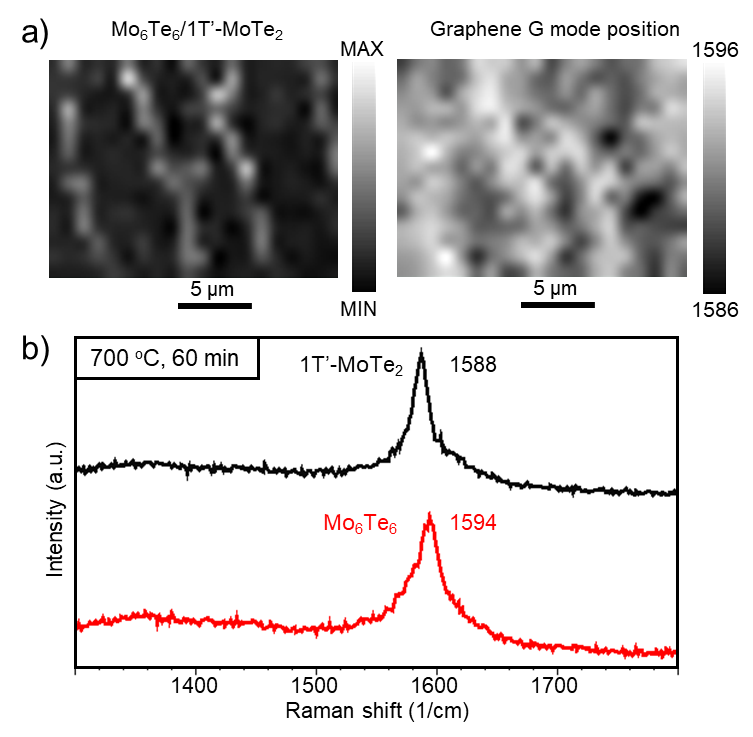 a)
Mo₆Te₆/1T’-MoTe₂
Graphene G mode position
MAX
1596
5 µm
5 µm
MIN
1586
b)
700 ºC, 60 min
1T’-MoTe₂ 1588
Mo₆Te₆ 1594
Intensity (a.u.)
1400 1500 1600 1700
Raman shift (1/cm)